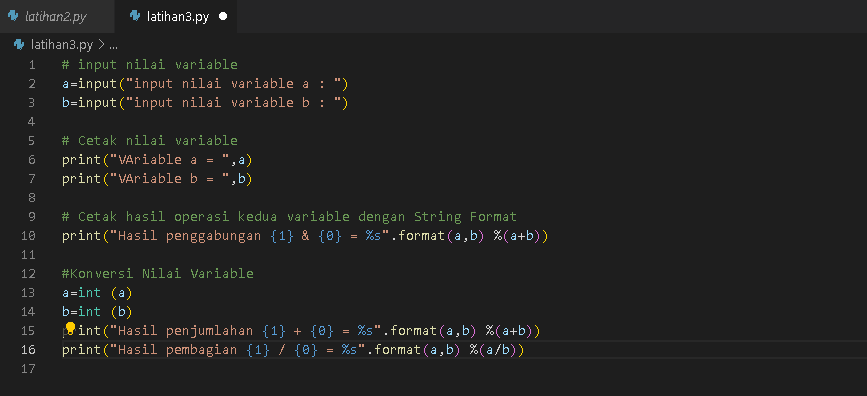 latihan2.py
latihan3.py
latihan3.py > ...
1 # input nilai variable
2 a=input("input nilai variable a : ")
3 b=input("input nilai variable b : ")
4
5 # Cetak nilai variable
6 print("VAriable a = ",a)
7 print("VAriable b = ",b)
8
9 # Cetak hasil operasi kedua variable dengan String Format
10 print("Hasil penggabungan {1} & {0} = %s".format(a,b) %(a+b))
11
12 #Konversi Nilai Variable
13 a=int (a)
14 b=int (b)
15 print("Hasil penjumlahan {1} + {0} = %s".format(a,b) %(a+b))
16 print("Hasil pembagian {1} / {0} = %s".format(a,b) %(a/b))
17